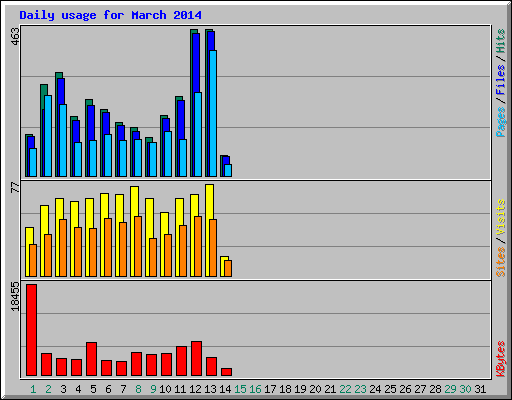 Daily usage for March 2014
463
77
18455
Pages / Files / Hits
Sites / Visits
KBytes
1 2 3 4 5 6 7 8 9 10 11 12 13 14 15 16 17 18 19 20 21 22 23 24 25 26 27 28 29 30 31